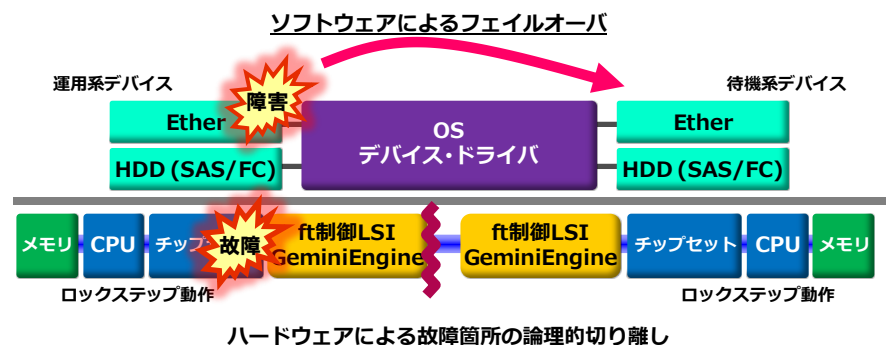 ソフトウェアによるフェイルオーバ
運用系デバイス
待機系デバイス
障害
Ether
HDD (SAS/FC)
OS
デバイス・ドライバ
Ether
HDD (SAS/FC)
メモリ
CPU
チップ
故障
ft制御LSI
GeminiEngine
ft制御LSI
GeminiEngine
チップセット
CPU
メモリ
ロックステップ動作
ロックステップ動作
ハードウェアによる故障箇所の論理的切り離し